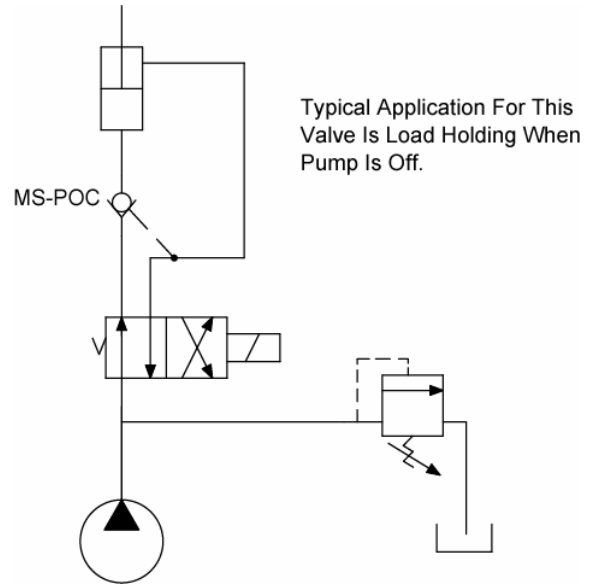 Typical Application For This
Valve Is Load Holding When
Pump Is Off.
MS-POC